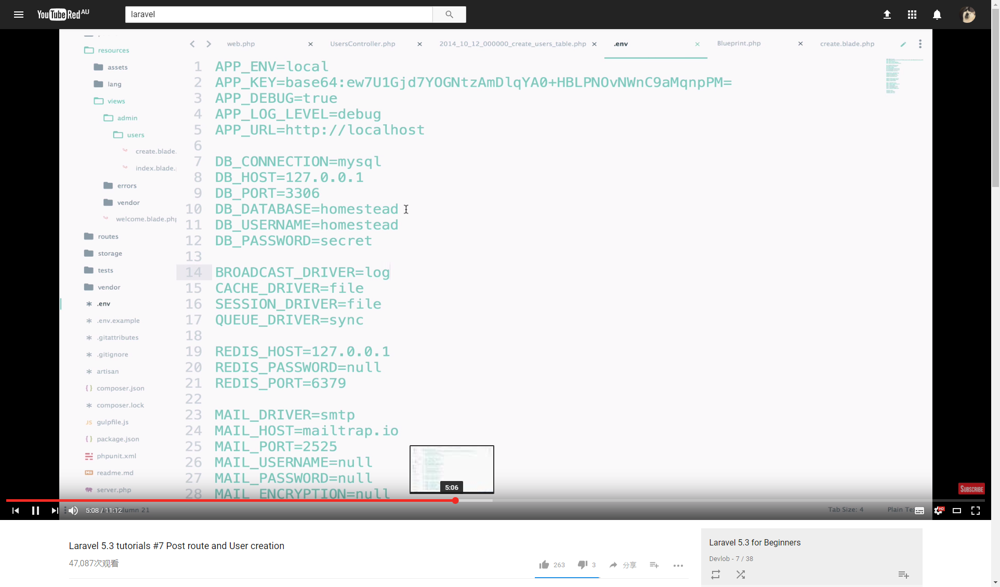 YouTube Red AU
laravel
resources
assets
lang
views
admin
users
create.blade.
index.blade.
errors
vendor
welcome.blade.php
routes
storage
tests
vendor
.env
.env.example
.gitattributes
.gitignore
artisan
composer.json
composer.lock
JS gulpfile.js
package.json
phpunit.xml
readme.md
server.php
web.php
UsersController.php
2014_10_12_000000_create_users_table.php
.env
Blueprint.php
create.blade.php
1 APP_ENV=local
2 APP_KEY=base64:ew7U1Gjd7YOGNtzAmDlqYA0+HBLPNOvNWnC9aMqnpPM=
3 APP_DEBUG=true
4 APP_LOG_LEVEL=debug
5 APP_URL=http://localhost
6
7 DB_CONNECTION=mysql
8 DB_HOST=127.0.0.1
9 DB_PORT=3306
10 DB_DATABASE=homestead
11 DB_USERNAME=homestead
12 DB_PASSWORD=secret
13
14 BROADCAST_DRIVER=log
15 CACHE_DRIVER=file
16 SESSION_DRIVER=file
17 QUEUE_DRIVER=sync
18
19 REDIS_HOST=127.0.0.1
20 REDIS_PASSWORD=null
21 REDIS_PORT=6379
22
23 MAIL_DRIVER=smtp
24 MAIL_HOST=mailtrap.io
25 MAIL_PORT=2525
26 MAIL_USERNAME=null
27 MAIL_PASSWORD=null
28 MAIL_ENCRYPTION=null
5:06
SUBSCRIBE
5:08 / 11:12
21
Tab Size: 4
Plain
HD
Laravel 5.3 tutorials #7 Post route and User creation
47,087次观看
263
3
分享
Laravel 5.3 for Beginners
Devlob - 7 / 38